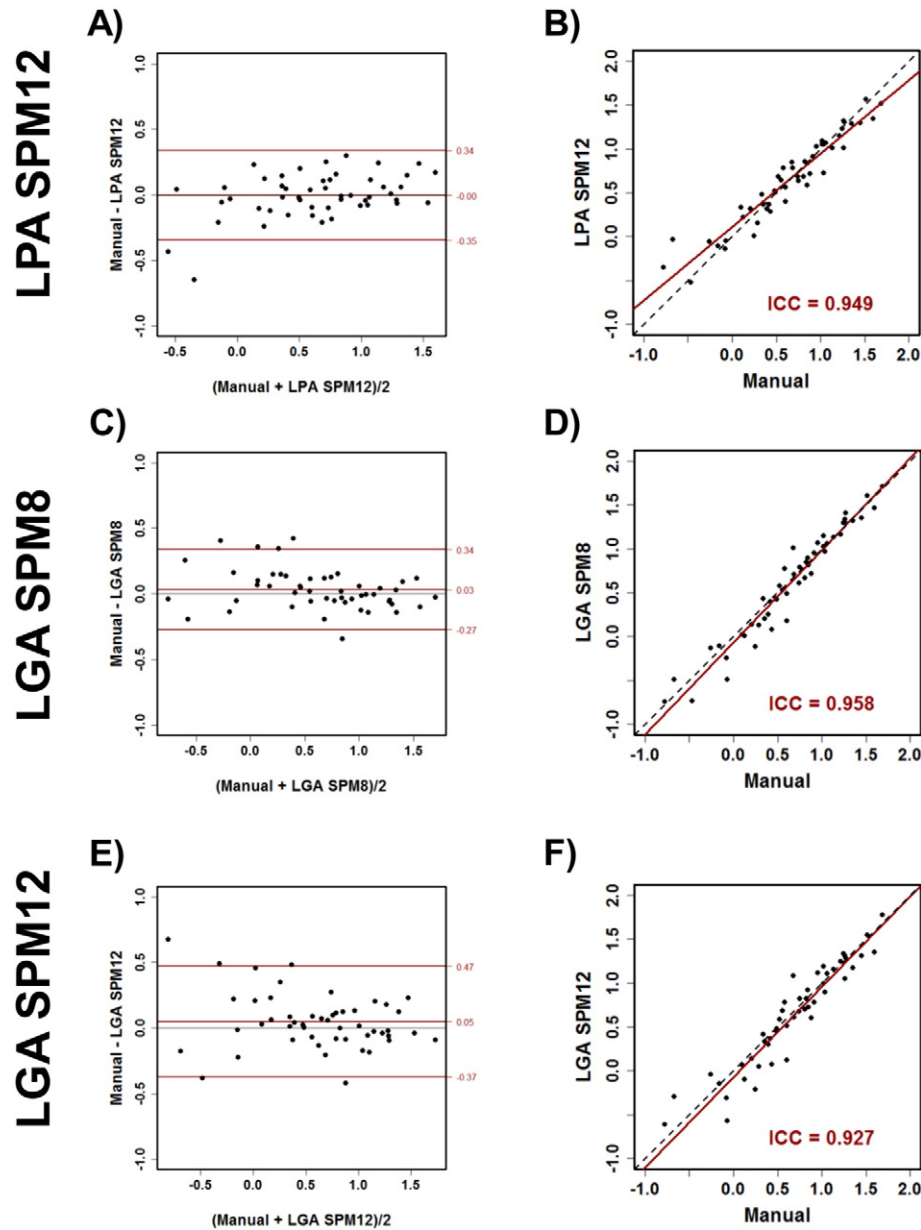 LPA SPM12
A)
1.0
0.5
0.0
-0.5
-1.0
Manual - LPA SPM12
0.34
-0.00
-0.35
-0.5 0.0 0.5 1.0 1.5
(Manual + LPA SPM12)/2
B)
2.0
1.5
1.0
0.5
0.0
-1.0
LPA SPM12
ICC = 0.949
-1.0 0.0 0.5 1.0 1.5 2.0
Manual
LGA SPM8
C)
1.0
0.5
0.0
-0.5
-1.0
Manual - LGA SPM8
0.34
0.03
-0.27
-0.5 0.0 0.5 1.0 1.5
(Manual + LGA SPM8)/2
D)
2.0
1.5
1.0
0.5
0.0
-1.0
LGA SPM8
ICC = 0.958
-1.0 0.0 0.5 1.0 1.5 2.0
Manual
LGA SPM12
E)
1.0
0.5
0.0
-0.5
-1.0
Manual - LGA SPM12
0.47
0.05
-0.37
-0.5 0.0 0.5 1.0 1.5
(Manual + LGA SPM12)/2
F)
2.0
1.5
1.0
0.5
0.0
-1.0
LGA SPM12
ICC = 0.927
-1.0 0.0 0.5 1.0 1.5 2.0
Manual